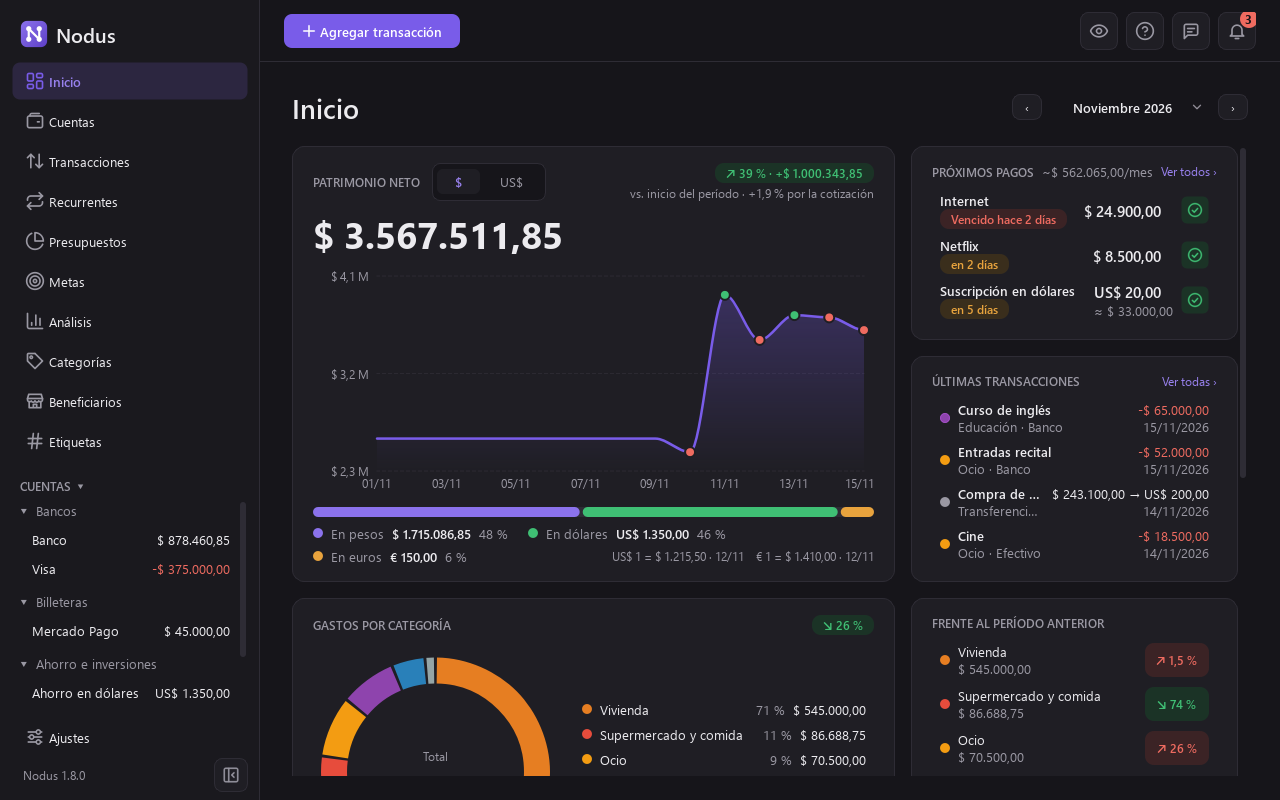 Nodus
Inicio
Cuentas
Transacciones
Recurrentes
Presupuestos
Metas
Análisis
Categorías
Beneficiarios
Etiquetas
CUENTAS ▼
▼ Bancos
Banco $ 878.460,85
Visa -$ 375.000,00
▼ Billeteras
Mercado Pago $ 45.000,00
▼ Ahorro e inversiones
Ahorro en dólares US$ 1.350,00
Ajustes
Nodus 1.8.0
+ Agregar transacción
3
Inicio
‹ Noviembre 2026 ›
PATRIMONIO NETO $ US$
↗ 39 % · +$ 1.000.343,85
vs. inicio del período · +1,9 % por la cotización
$ 3.567.511,85
$ 4,1 M
$ 3,2 M
$ 2,3 M
01/11 03/11 05/11 07/11 09/11 11/11 13/11 15/11
En pesos $ 1.715.086,85 48 % En dólares US$ 1.350,00 46 %
En euros € 150,00 6 % US$ 1 = $ 1.215,50 · 12/11 € 1 = $ 1.410,00 · 12/11
PRÓXIMOS PAGOS ~$ 562.065,00/mes Ver todos ›
Internet
Vencido hace 2 días
$ 24.900,00
Netflix
en 2 días
$ 8.500,00
Suscripción en dólares
en 5 días
US$ 20,00
≈ $ 33.000,00
ÚLTIMAS TRANSACCIONES Ver todas ›
Curso de inglés -$ 65.000,00
Educación · Banco 15/11/2026
Entradas recital -$ 52.000,00
Ocio · Banco 15/11/2026
Compra de ... $ 243.100,00 → US$ 200,00
Transferenci... 14/11/2026
Cine -$ 18.500,00
Ocio · Efectivo 14/11/2026
GASTOS POR CATEGORÍA ↘ 26 %
Total
Vivienda 71 % $ 545.000,00
Supermercado y comida 11 % $ 86.688,75
Ocio 9 % $ 70.500,00
FRENTE AL PERÍODO ANTERIOR
Vivienda
$ 545.000,00
↗ 1,5 %
Supermercado y comida
$ 86.688,75
↘ 74 %
Ocio
$ 70.500,00
↗ 26 %